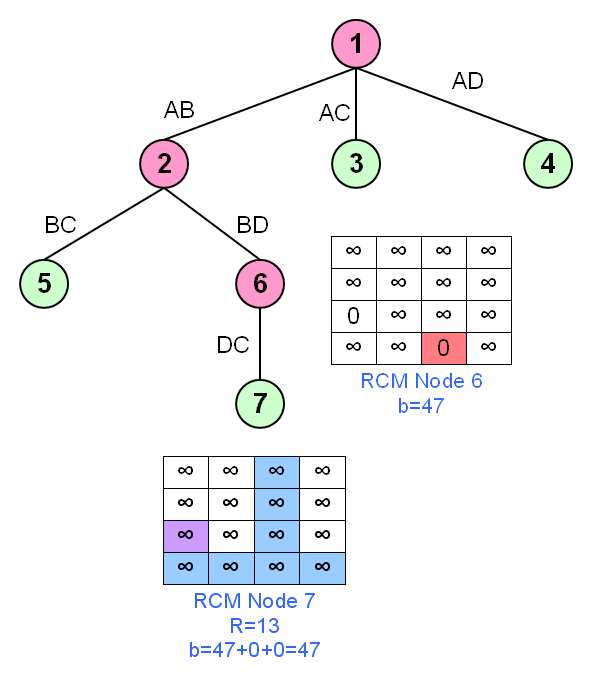 1
AB
AC
AD
2
3
4
BC
BD
5
6
∞ ∞ ∞ ∞
∞ ∞ ∞ ∞
0 ∞ ∞ ∞
∞ ∞ 0 ∞
RCM Node 6
b=47
DC
7
∞ ∞ ∞ ∞
∞ ∞ ∞ ∞
∞ ∞ ∞ ∞
∞ ∞ ∞ ∞
RCM Node 7
R=13
b=47+0+0=47